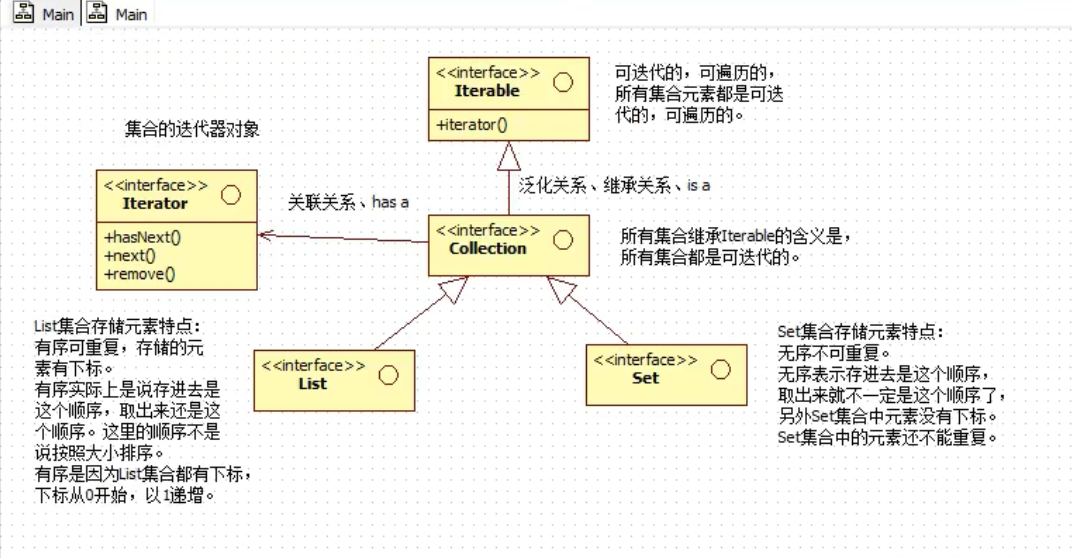 Main
Main
<<interface>>
Iterable
+iterator()
可迭代的，可遍历的，
所有集合元素都是可迭
代的，可遍历的。
集合的迭代器对象
<<interface>>
Iterator
+hasNext()
+next()
+remove()
关联关系、has a
泛化关系、继承关系、is a
<<interface>>
Collection
所有集合继承Iterable的含义是，
所有集合都是可迭代的。
List集合存储元素特点：
有序可重复，存储的元
素有下标。
有序实际上是说存进去是
这个顺序，取出来还是这
个顺序。这里的顺序不是
说按照大小排序。
有序是因为List集合都有下标，
下标从0开始，以1递增。
<<interface>>
List
<<interface>>
Set
Set集合存储元素特点：
无序不可重复。
无序表示存进去是这个顺序，
取出来就不一定是这个顺序了，
另外Set集合中元素没有下标。
Set集合中的元素还不能重复。